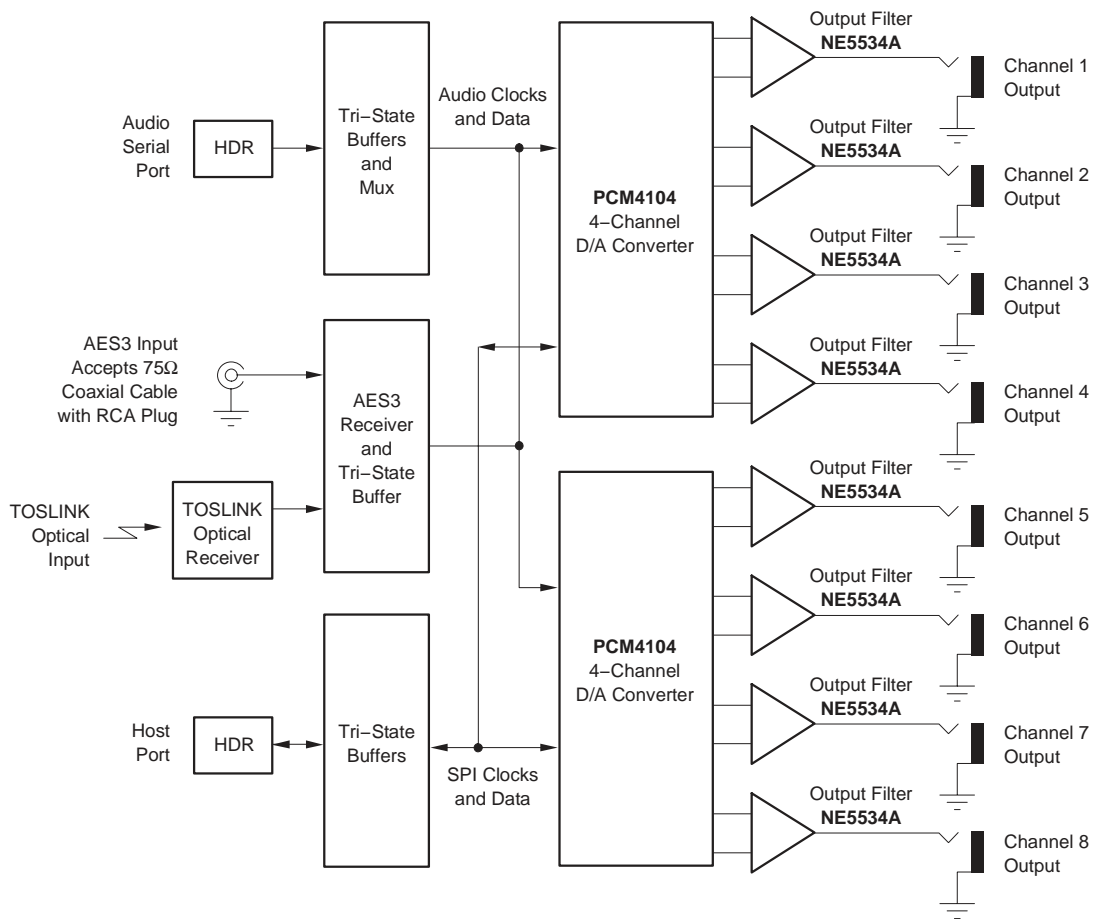 Audio
Serial
Port
HDR
Tri−State
Buffers
and
Mux
Audio Clocks
and Data
PCM4104
4−Channel
D/A Converter
Output Filter
NE5534A
Channel 1
Output
Output Filter
NE5534A
Channel 2
Output
Output Filter
NE5534A
Channel 3
Output
Output Filter
NE5534A
Channel 4
Output
AES3 Input
Accepts 75Ω
Coaxial Cable
with RCA Plug
AES3
Receiver
and
Tri−State
Buffer
TOSLINK
Optical
Input
TOSLINK
Optical
Receiver
Host
Port
HDR
Tri−State
Buffers
SPI Clocks
and Data
PCM4104
4−Channel
D/A Converter
Output Filter
NE5534A
Channel 5
Output
Output Filter
NE5534A
Channel 6
Output
Output Filter
NE5534A
Channel 7
Output
Output Filter
NE5534A
Channel 8
Output